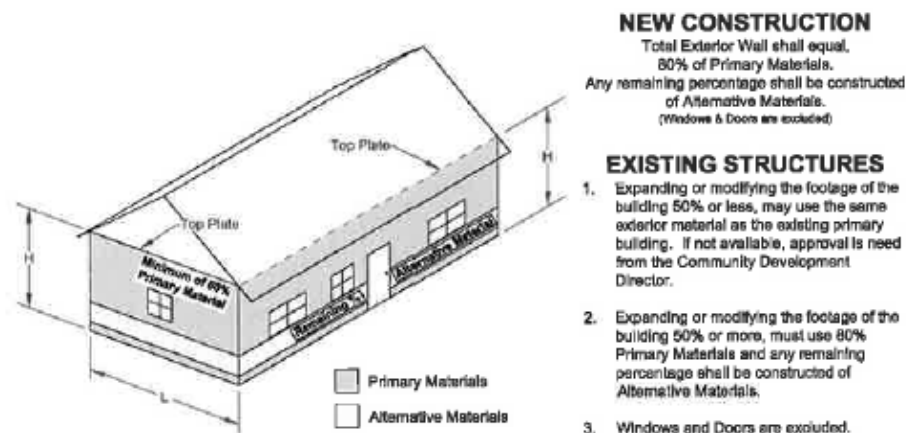 NEW CONSTRUCTION
Total Exterior Wall shall equal,
80% of Primary Materials.
Any remaining percentage shall be constructed
of Alternative Materials.
(Windows & Doors are excluded)
EXISTING STRUCTURES
1. Expanding or modifying the footage of the
building 50% or less, may use the same
exterior material as the existing primary
building. If not available, approval is need
from the Community Development
Director.
2. Expanding or modifying the footage of the
building 50% or more, must use 80%
Primary Materials and any remaining
percentage shall be constructed of
Alternative Materials.
3. Windows and Doors are excluded.
Top Plate
H
Top Plate
H
Minimum of 80%
Primary Material
Alternative Material
Remaining %
L
Primary Materials
Alternative Materials